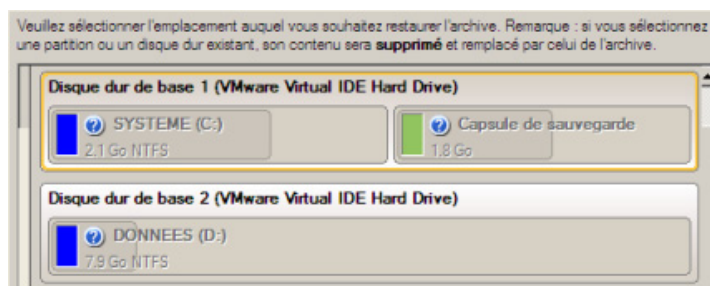 Veuillez sélectionner l'emplacement auquel vous souhaitez restaurer l'archive. Remarque : si vous sélectionnez
une partition ou un disque dur existant, son contenu sera supprimé et remplacé par celui de l'archive.
Disque dur de base 1 (VMware Virtual IDE Hard Drive)
SYSTEME (C:)
2.1 Go NTFS
Capsule de sauvegarde
1.8 Go
Disque dur de base 2 (VMware Virtual IDE Hard Drive)
DONNEES (D:)
7.9 Go NTFS